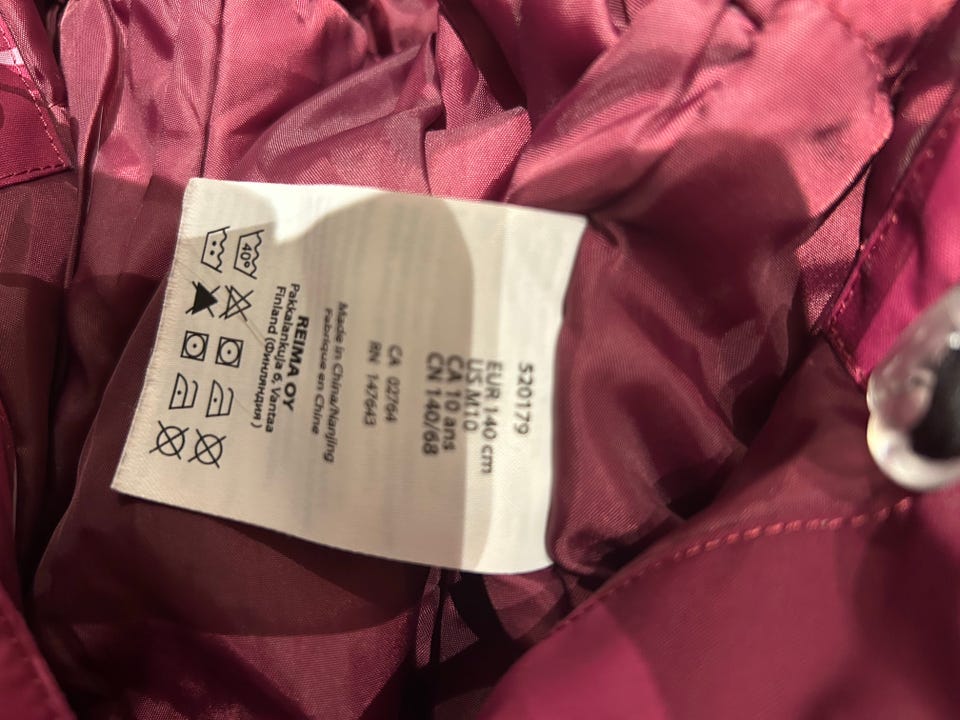 520179
EUR 140 cm
US M10
CA 10 ans
CN 140/68
CA 02764
RN 147643
Made in China/Nanjing
Fabrique en Chine
REIMA OY
Pakkalankuja 6, Vantaa
Finland (Финляндия)
40°